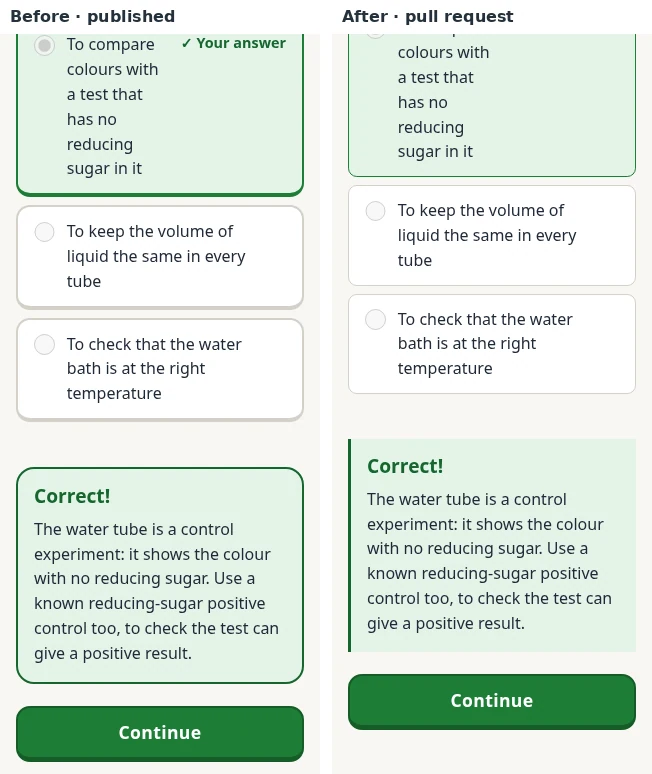 Before · published
To compare
✓ Your answer
colours with
a test that
has no
reducing
sugar in it
To keep the volume of
liquid the same in every
tube
To check that the water
bath is at the right
temperature
Correct!
The water tube is a control
experiment: it shows the colour
with no reducing sugar. Use a
known reducing-sugar positive
control too, to check the test can
give a positive result.
Continue
After · pull request
colours with
a test that
has no
reducing
sugar in it
To keep the volume of
liquid the same in every
tube
To check that the water
bath is at the right
temperature
Correct!
The water tube is a control
experiment: it shows the colour
with no reducing sugar. Use a
known reducing-sugar positive
control too, to check the test can
give a positive result.
Continue